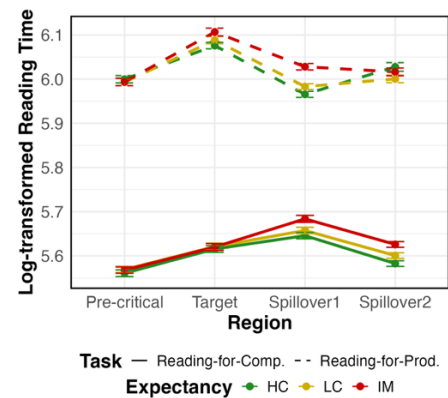 Log-transformed Reading Time
6.1
6.0
5.9
5.8
5.7
5.6
Pre-critical Target Spillover1 Spillover2
Region
Task Reading-for-Comp. Reading-for-Prod.
Expectancy HC LC IM